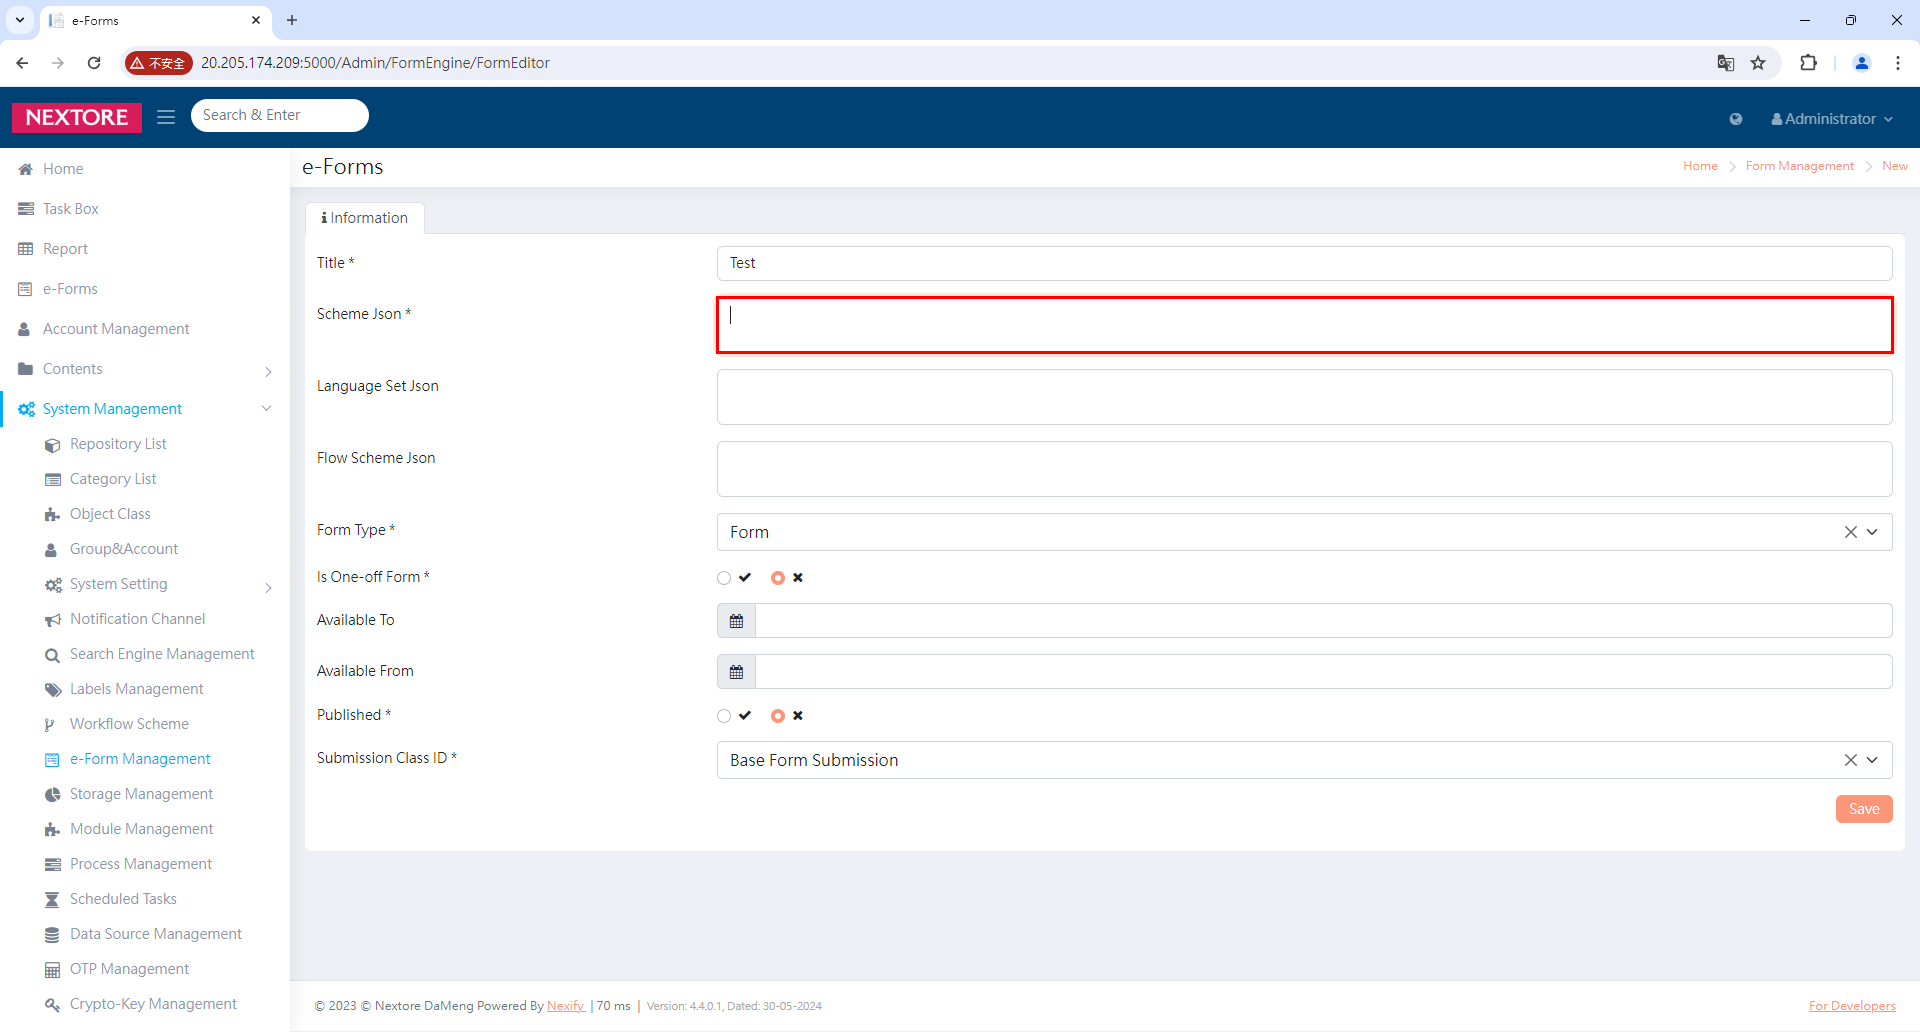 e-Forms
不安全
20.205.174.209:5000/Admin/FormEngine/FormEditor
NEXTORE
Search & Enter
Administrator
Home
Task Box
Report
e-Forms
Account Management
Contents
System Management
Repository List
Category List
Object Class
Group&Account
System Setting
Notification Channel
Search Engine Management
Labels Management
Workflow Scheme
e-Form Management
Storage Management
Module Management
Process Management
Scheduled Tasks
Data Source Management
OTP Management
Crypto-Key Management
e-Forms
Home > Form Management > New
Information
Title *
Test
Scheme Json *
Language Set Json
Flow Scheme Json
Form Type *
Form
Is One-off Form *
Available To
Available From
Published *
Submission Class ID *
Base Form Submission
Save
© 2023 © Nextore DaMeng Powered By Nexify | 70 ms | Version: 4.4.0.1, Dated: 30-05-2024
For Developers